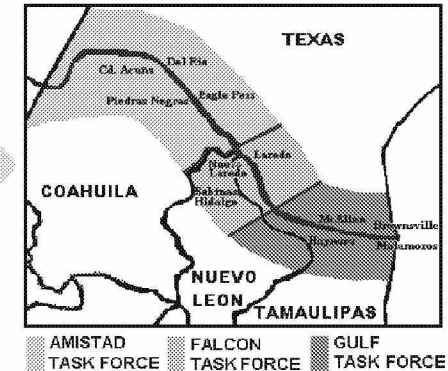 TEXAS
Del Rio
Cd. Acuna
Eagle Pass
Piedras Negras
Laredo
Nuevo
Laredo
COAHUILA
Sabinas
Hidalgo
McAllen
Brownsville
Matamoros
Reynosa
NUEVO
LEON
TAMAULIPAS
AMISTAD
TASK FORCE
FALCON
TASK FORCE
GULF
TASK FORCE